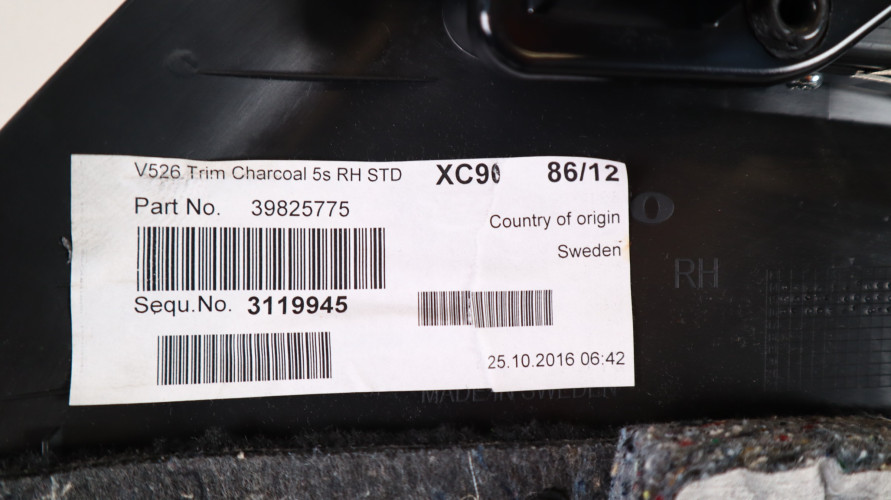 V526 Trim Charcoal 5s RH STD XC90 86/12
Part No. 39825775
Country of origin
Sweden
RH
Sequ.No. 3119945
25.10.2016 06:42
MADE IN SWEDEN